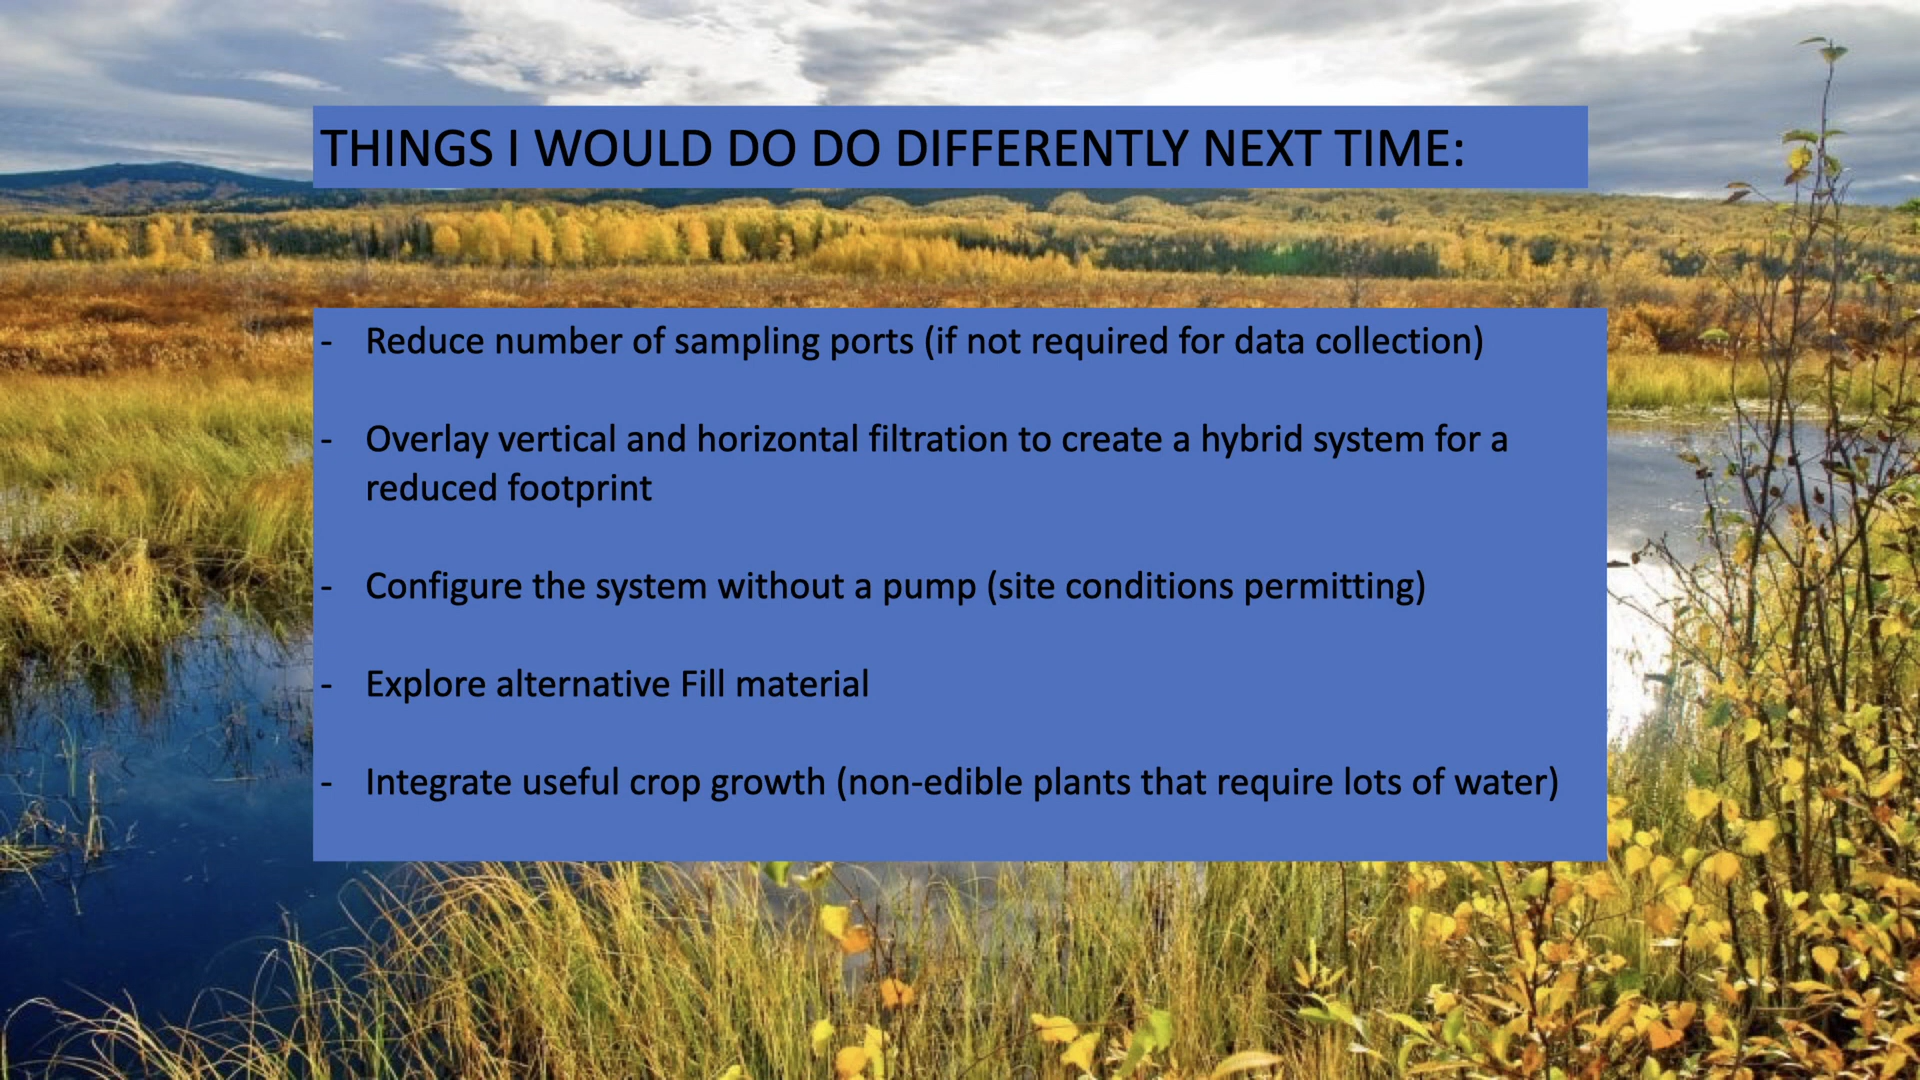 THINGS I WOULD DO DO DIFFERENTLY NEXT TIME:
- Reduce number of sampling ports (if not required for data collection)
- Overlay vertical and horizontal filtration to create a hybrid system for a
reduced footprint
- Configure the system without a pump (site conditions permitting)
- Explore alternative Fill material
- Integrate useful crop growth (non-edible plants that require lots of water)